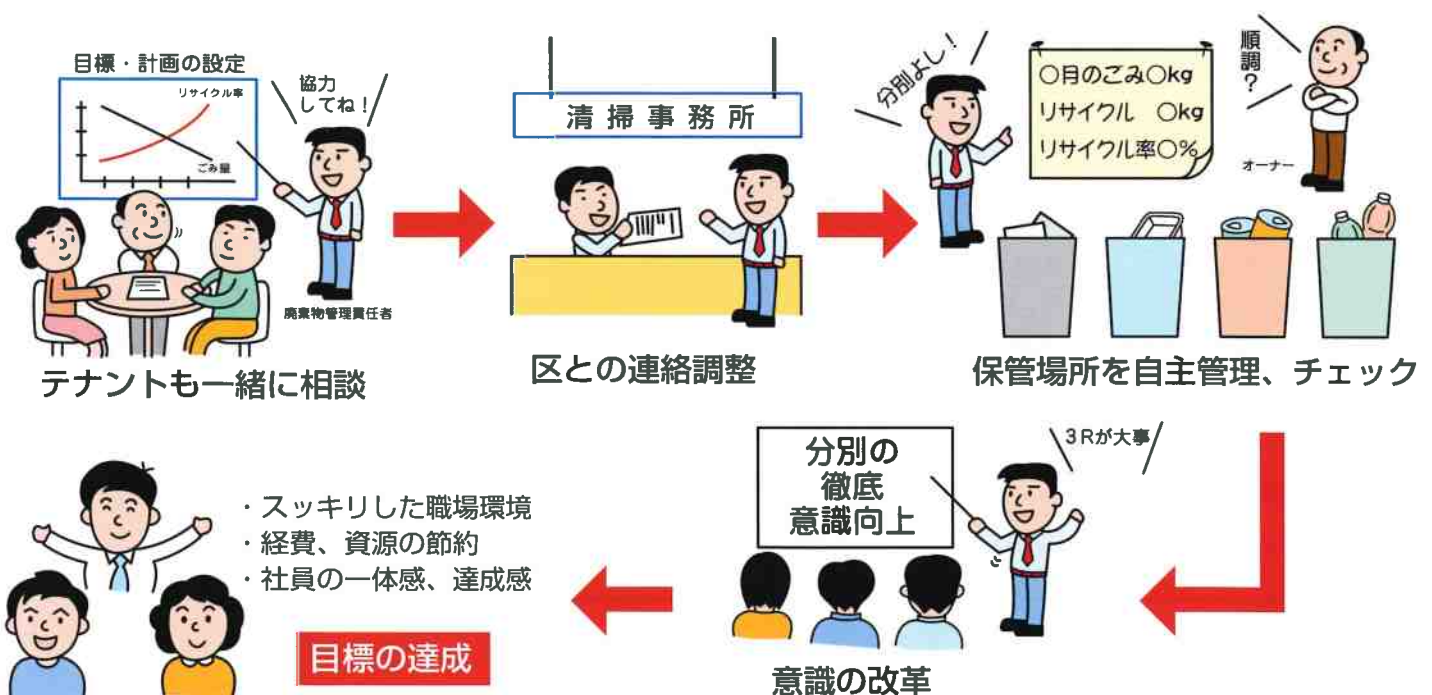 目標・計画の設定
リサイクル率
ごみ量
協力
してね！
廃棄物管理責任者
テナントも一緒に相談
清掃事務所
区との連絡調整
分別よし！
○月のごみ○kg
リサイクル ○kg
リサイクル率○%
順調？
オーナー
保管場所を自主管理、チェック
3Rが大事
分別の
徹底
意識向上
意識の改革
・スッキリした職場環境
・経費、資源の節約
・社員の一体感、達成感
目標の達成